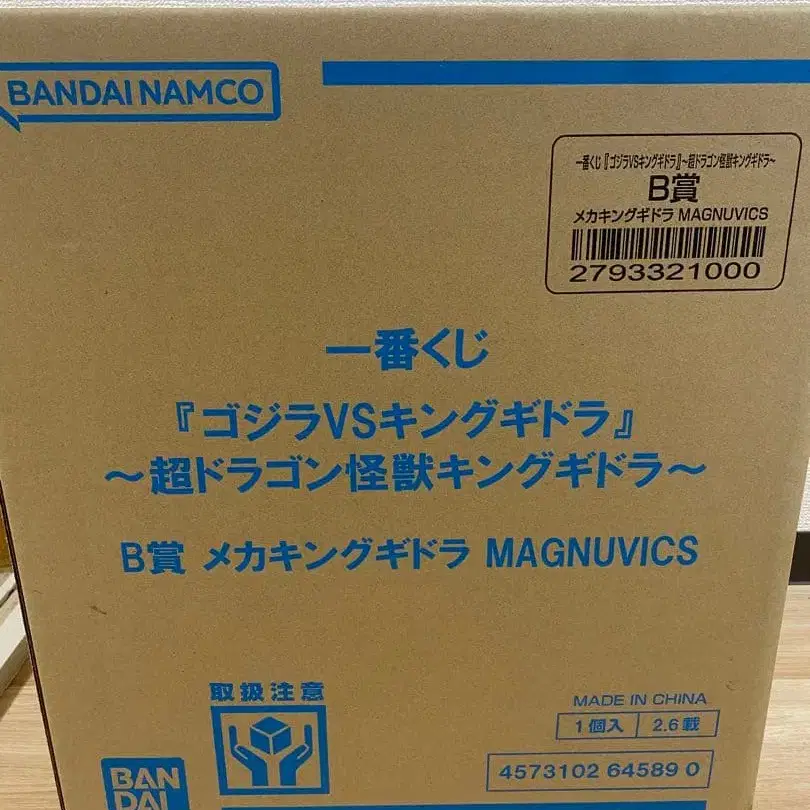 BANDAI NAMCO
一番くじ『ゴジラVSキングギドラ』~超ドラゴン怪獣キングギドラ~
B賞
メカキングギドラ MAGNUVICS
2793321000
一番くじ
『ゴジラVSキングギドラ』
~超ドラゴン怪獣キングギドラ~
B賞 メカキングギドラ MAGNUVICS
取扱注意
MADE IN CHINA
1個入 2.6載
4573102 64589 0
BAN
DAI